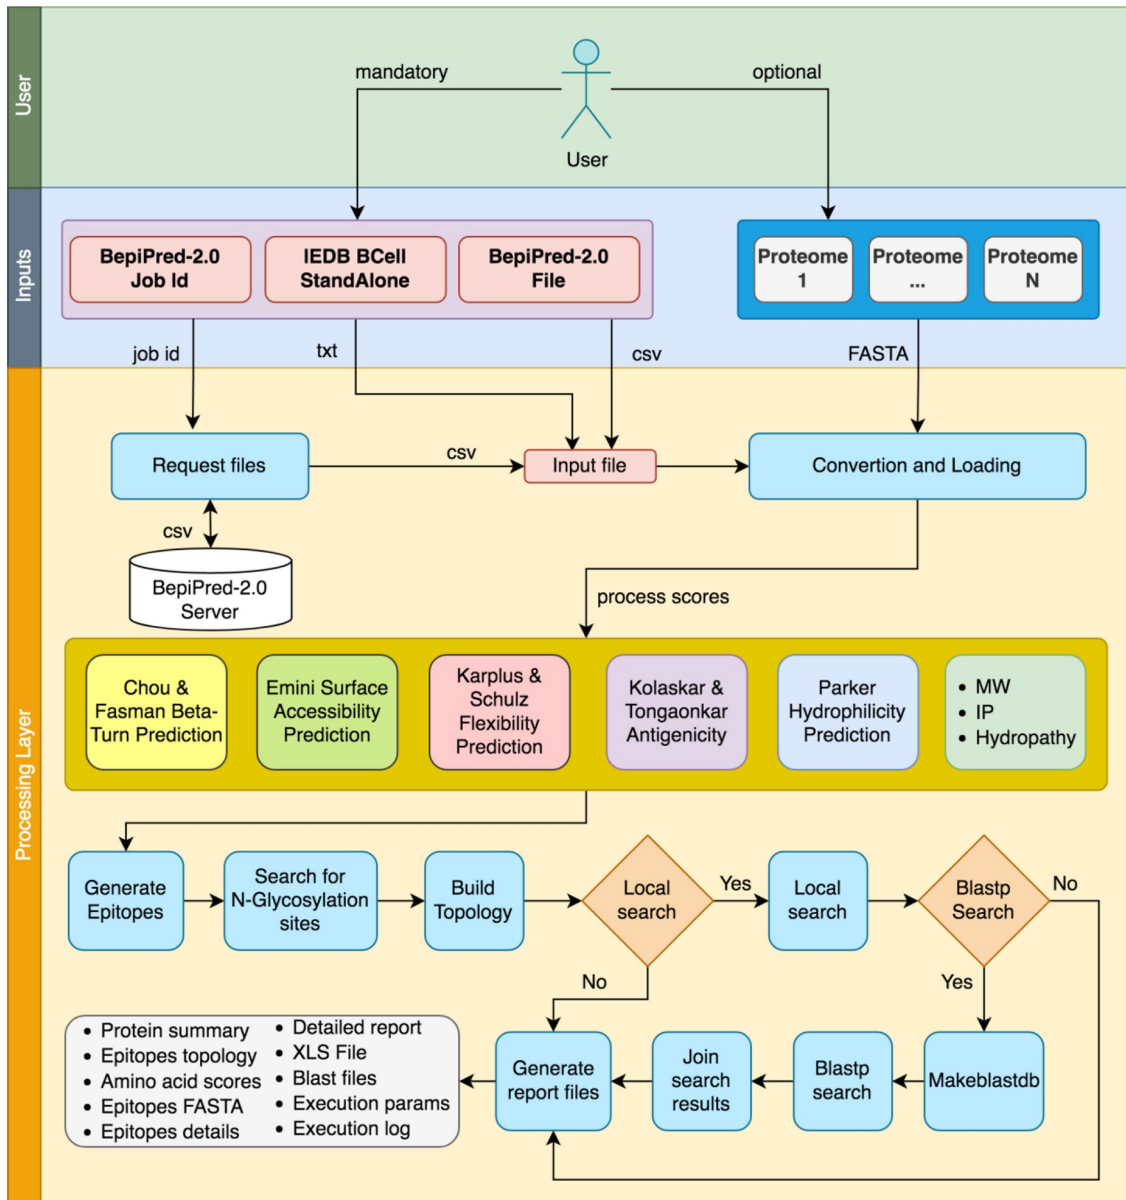 User
mandatory
optional
User
Inputs
BepiPred-2.0
Job Id
IEDB BCell
StandAlone
BepiPred-2.0
File
Proteome
1
Proteome
...
Proteome
N
job id
txt
csv
FASTA
Processing Layer
Request files
csv
Input file
Convertion and Loading
csv
BepiPred-2.0
Server
process scores
Chou &
Fasman Beta-
Turn Prediction
Emini Surface
Accessibility
Prediction
Karplus &
Schulz
Flexibility
Prediction
Kolaskar &
Tongaonkar
Antigenicity
Parker
Hydrophilicity
Prediction
• MW
• IP
• Hydropathy
Generate
Epitopes
Search for
N-Glycosylation
sites
Build
Topology
Local
search
Yes
Local
search
Blastp
Search
No
No
Yes
• Protein summary
• Epitopes topology
• Amino acid scores
• Epitopes FASTA
• Epitopes details
• Detailed report
• XLS File
• Blast files
• Execution params
• Execution log
Generate
report files
Join
search
results
Blastp
search
Makeblastdb